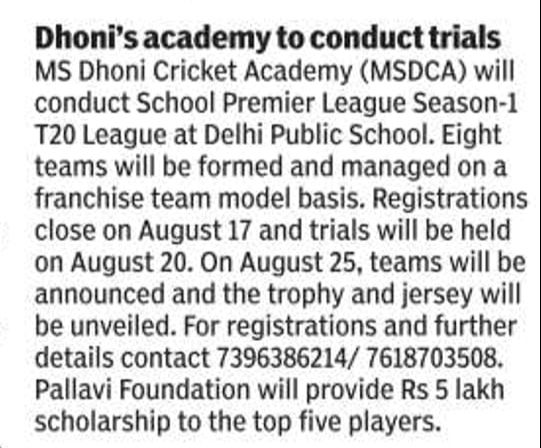 Dhoni's academy to conduct trials
MS Dhoni Cricket Academy (MSDCA) will
conduct School Premier League Season-1
T20 League at Delhi Public School. Eight
teams will be formed and managed on a
franchise team model basis. Registrations
close on August 17 and trials will be held
on August 20. On August 25, teams will be
announced and the trophy and jersey will
be unveiled. For registrations and further
details contact 7396386214/ 7618703508.
Pallavi Foundation will provide Rs 5 lakh
scholarship to the top five players.